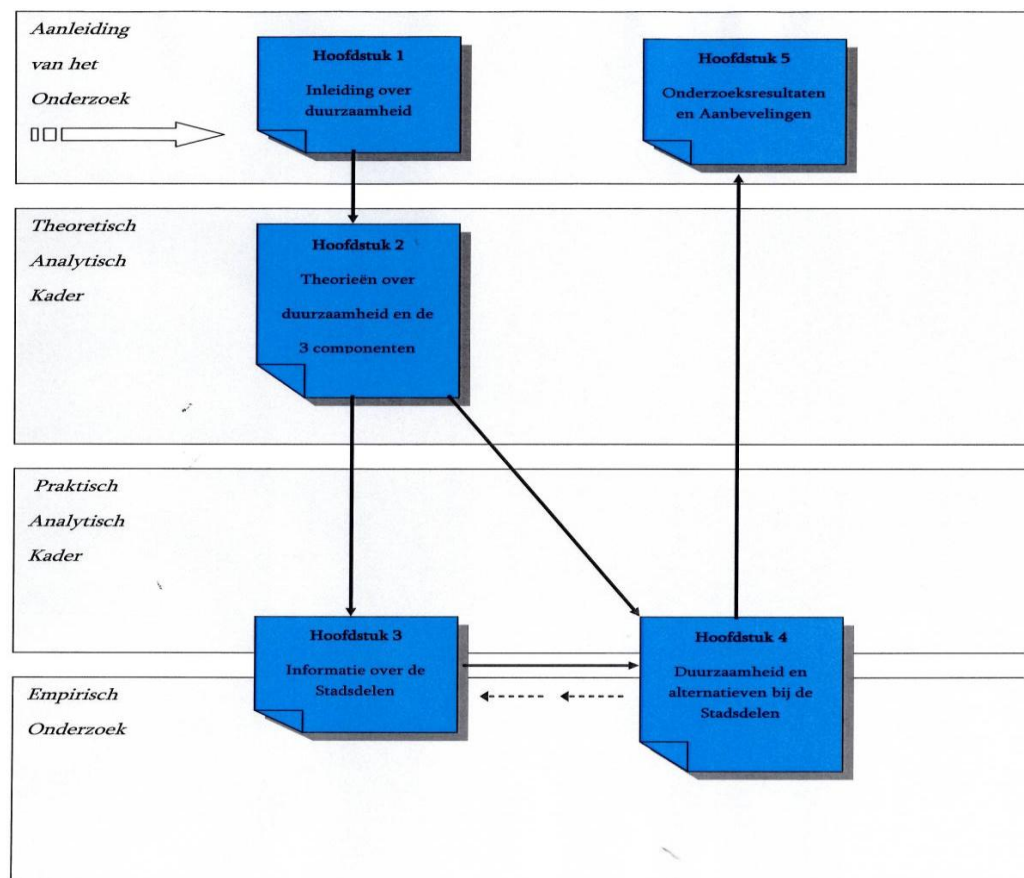 Aanleiding
van het
Onderzoek
Hoofdstuk 1
Inleiding over
duurzaamheid
Hoofdstuk 5
Onderzoeksresultaten
en Aanbevelingen
Theoretisch
Analytisch
Kader
Hoofdstuk 2
Theorieën over
duurzaamheid en de
3 componenten
Praktisch
Analytisch
Kader
Hoofdstuk 3
Informatie over de
Stadsdelen
Hoofdstuk 4
Duurzaamheid en
alternatieven bij de
Stadsdelen
Empirisch
Onderzoek